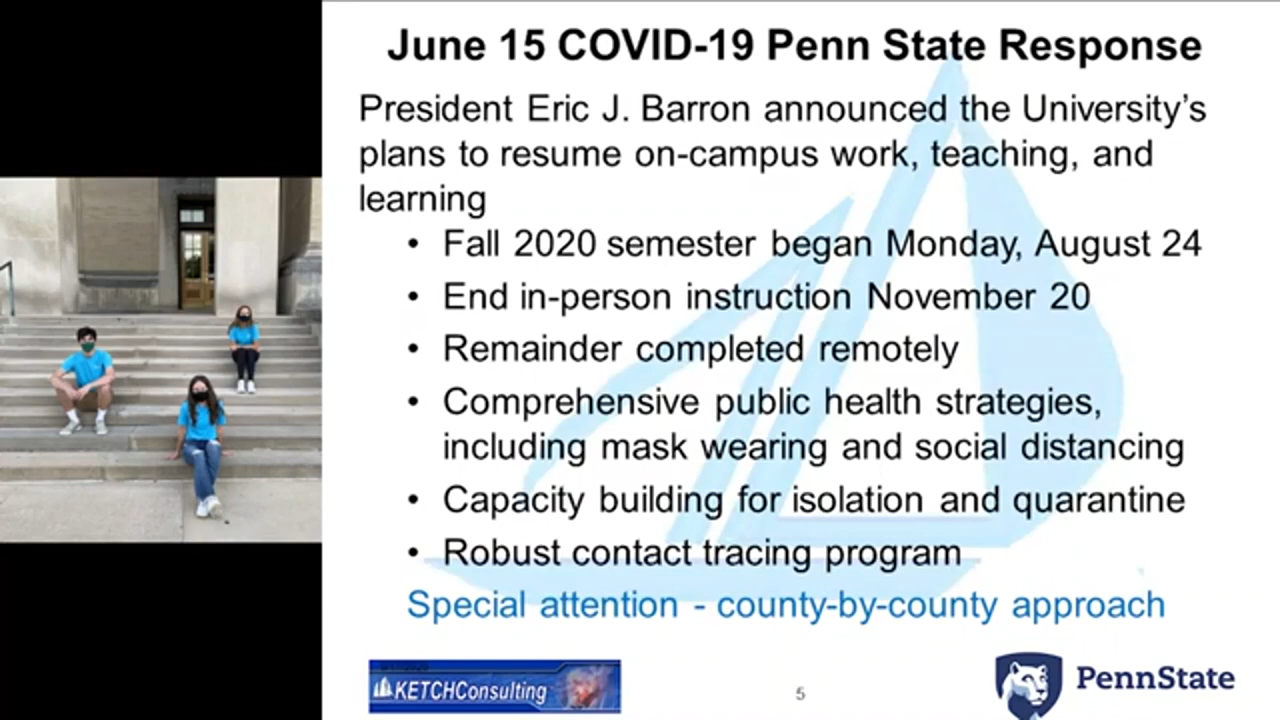 June 15 COVID-19 Penn State Response
President Eric J. Barron announced the University's
plans to resume on-campus work, teaching, and
learning
• Fall 2020 semester began Monday, August 24
• End in-person instruction November 20
• Remainder completed remotely
• Comprehensive public health strategies,
including mask wearing and social distancing
• Capacity building for isolation and quarantine
• Robust contact tracing program
Special attention - county-by-county approach
KETCHConsulting
5
PennState